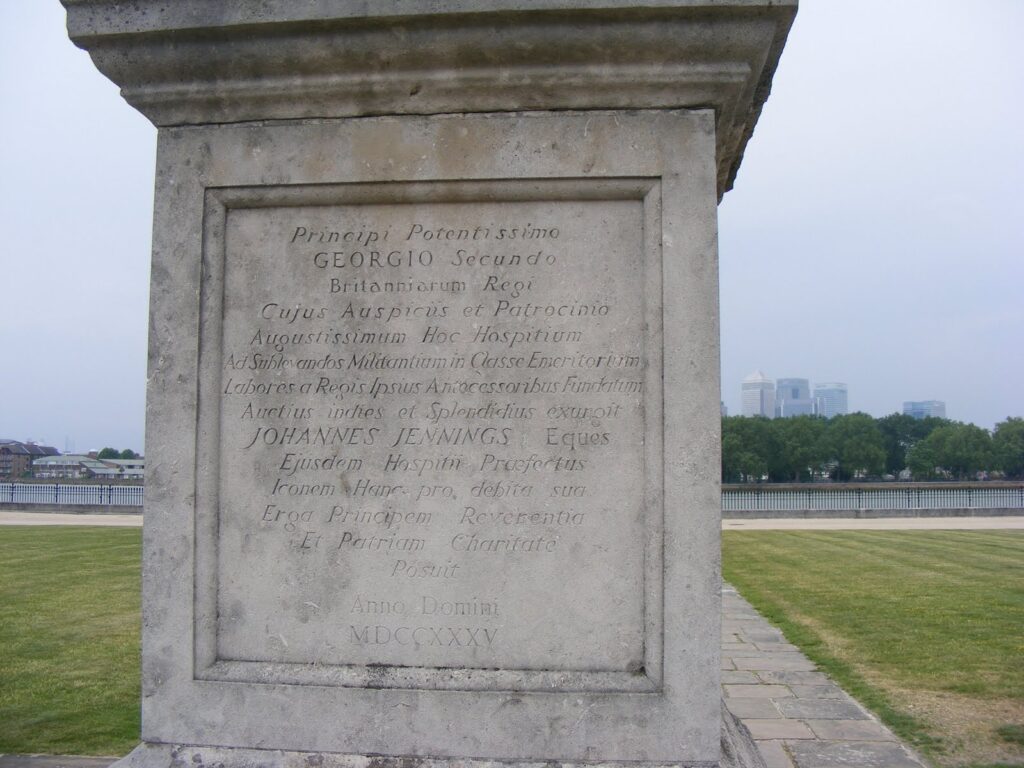 Principi Potentissimo
GEORGIO Secundo
Britanniarum Regi
Cujus Auspiciis et Patrocinio
Augustissimum Hoc Hospitium
Ad Sublevandos Militantium in Classe Emeritorum
Labores a Regis Ipsius Antecessoribus Fundatum
Auctius indies et Splendidius exurgit
JOHANNES JENNINGS Eques
Ejusdem Hospitii Præfectus
Iconem Hanc pro debita sua
Erga Principem Reverentia
Et Patriam Charitate
Posuit
Anno Domini
MDCCXXXV